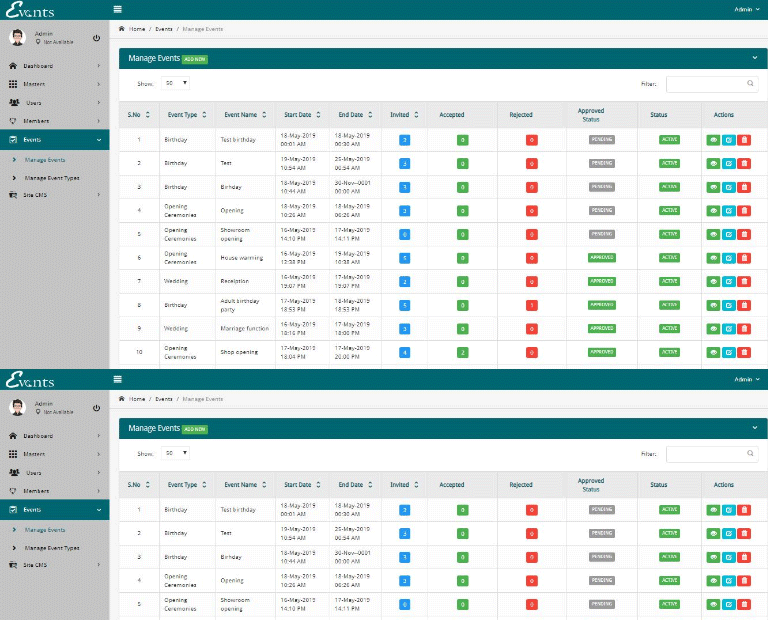 Events
Admin
Admin
Not Available
Home / Events / Manage Events
Dashboard
Masters
Users
Members
Events
Manage Events
Manage Event Types
Site CMS
Manage Events ADD NEW
Show: 50 Filter:
S.No Event Type Event Name Start Date End Date Invited Accepted Rejected Approved Status Status Actions
1 Birthday Test birthday 18-May-2019 00:01 AM 18-May-2019 00:30 AM 3 0 0 PENDING ACTIVE
2 Birthday Test 19-May-2019 10:54 AM 25-May-2019 10:54 AM 3 0 0 PENDING ACTIVE
3 Birthday Birhday 18-May-2019 10:44 AM 30-Nov--0001 00:00 AM 3 0 0 PENDING ACTIVE
4 Opening Ceremonies Opening 18-May-2019 10:26 AM 18-May-2019 06:26 AM 3 0 0 PENDING ACTIVE
5 Opening Ceremonies Showroom opening 16-May-2019 14:10 PM 17-May-2019 14:11 PM 6 0 0 PENDING ACTIVE
6 Opening Ceremonies House warming 16-May-2019 12:38 PM 19-May-2019 10:38 AM 5 0 0 APPROVED ACTIVE
7 Wedding Reception 16-May-2019 19:07 PM 17-May-2019 19:07 PM 2 0 0 APPROVED ACTIVE
8 Birthday Adult birthday party 17-May-2019 18:53 PM 18-May-2019 18:53 PM 5 0 1 APPROVED ACTIVE
9 Wedding Marriage function 16-May-2019 18:16 PM 17-May-2019 18:00 PM 3 0 0 APPROVED ACTIVE
10 Opening Ceremonies Shop opening 17-May-2019 18:04 PM 17-May-2019 20:00 PM 4 2 0 APPROVED ACTIVE
Events
Admin
Admin
Not Available
Home / Events / Manage Events
Dashboard
Masters
Users
Members
Events
Manage Events
Manage Event Types
Site CMS
Manage Events ADD NEW
Show: 50 Filter:
S.No Event Type Event Name Start Date End Date Invited Accepted Rejected Approved Status Status Actions
1 Birthday Test birthday 18-May-2019 00:01 AM 18-May-2019 00:30 AM 3 0 0 PENDING ACTIVE
2 Birthday Test 19-May-2019 10:54 AM 25-May-2019 10:54 AM 3 0 0 PENDING ACTIVE
3 Birthday Birhday 18-May-2019 10:44 AM 30-Nov--0001 00:00 AM 3 0 0 PENDING ACTIVE
4 Opening Ceremonies Opening 18-May-2019 10:26 AM 18-May-2019 06:26 AM 3 0 0 PENDING ACTIVE
5 Opening Ceremonies Showroom opening 16-May-2019 14:10 PM 17-May-2019 14:11 PM 6 0 0 PENDING ACTIVE